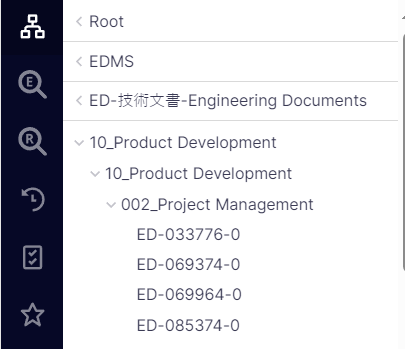 Root
EDMS
ED-技術文書-Engineering Documents
10_Product Development
10_Product Development
002_Project Management
ED-033776-0
ED-069374-0
ED-069964-0
ED-085374-0
E
R